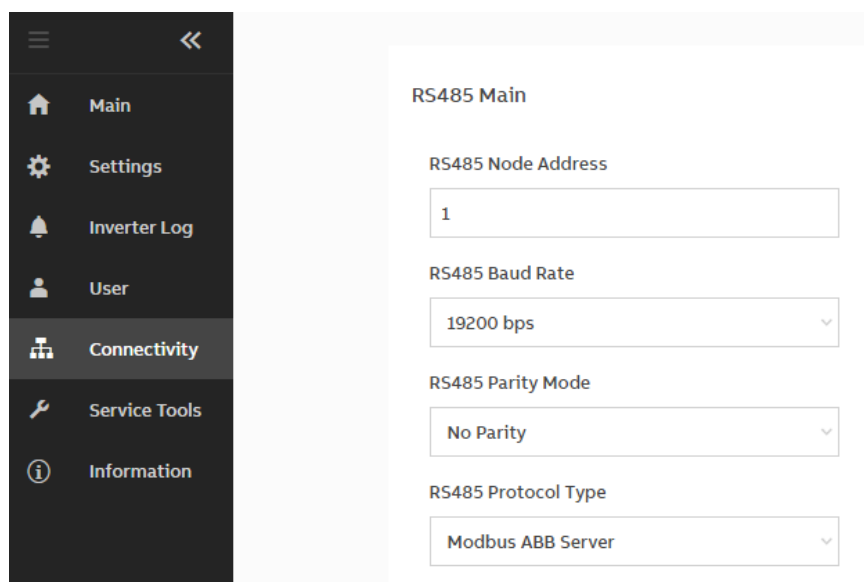 Main
Settings
Inverter Log
User
Connectivity
Service Tools
Information
RS485 Main
RS485 Node Address
1
RS485 Baud Rate
19200 bps
RS485 Parity Mode
No Parity
RS485 Protocol Type
Modbus ABB Server